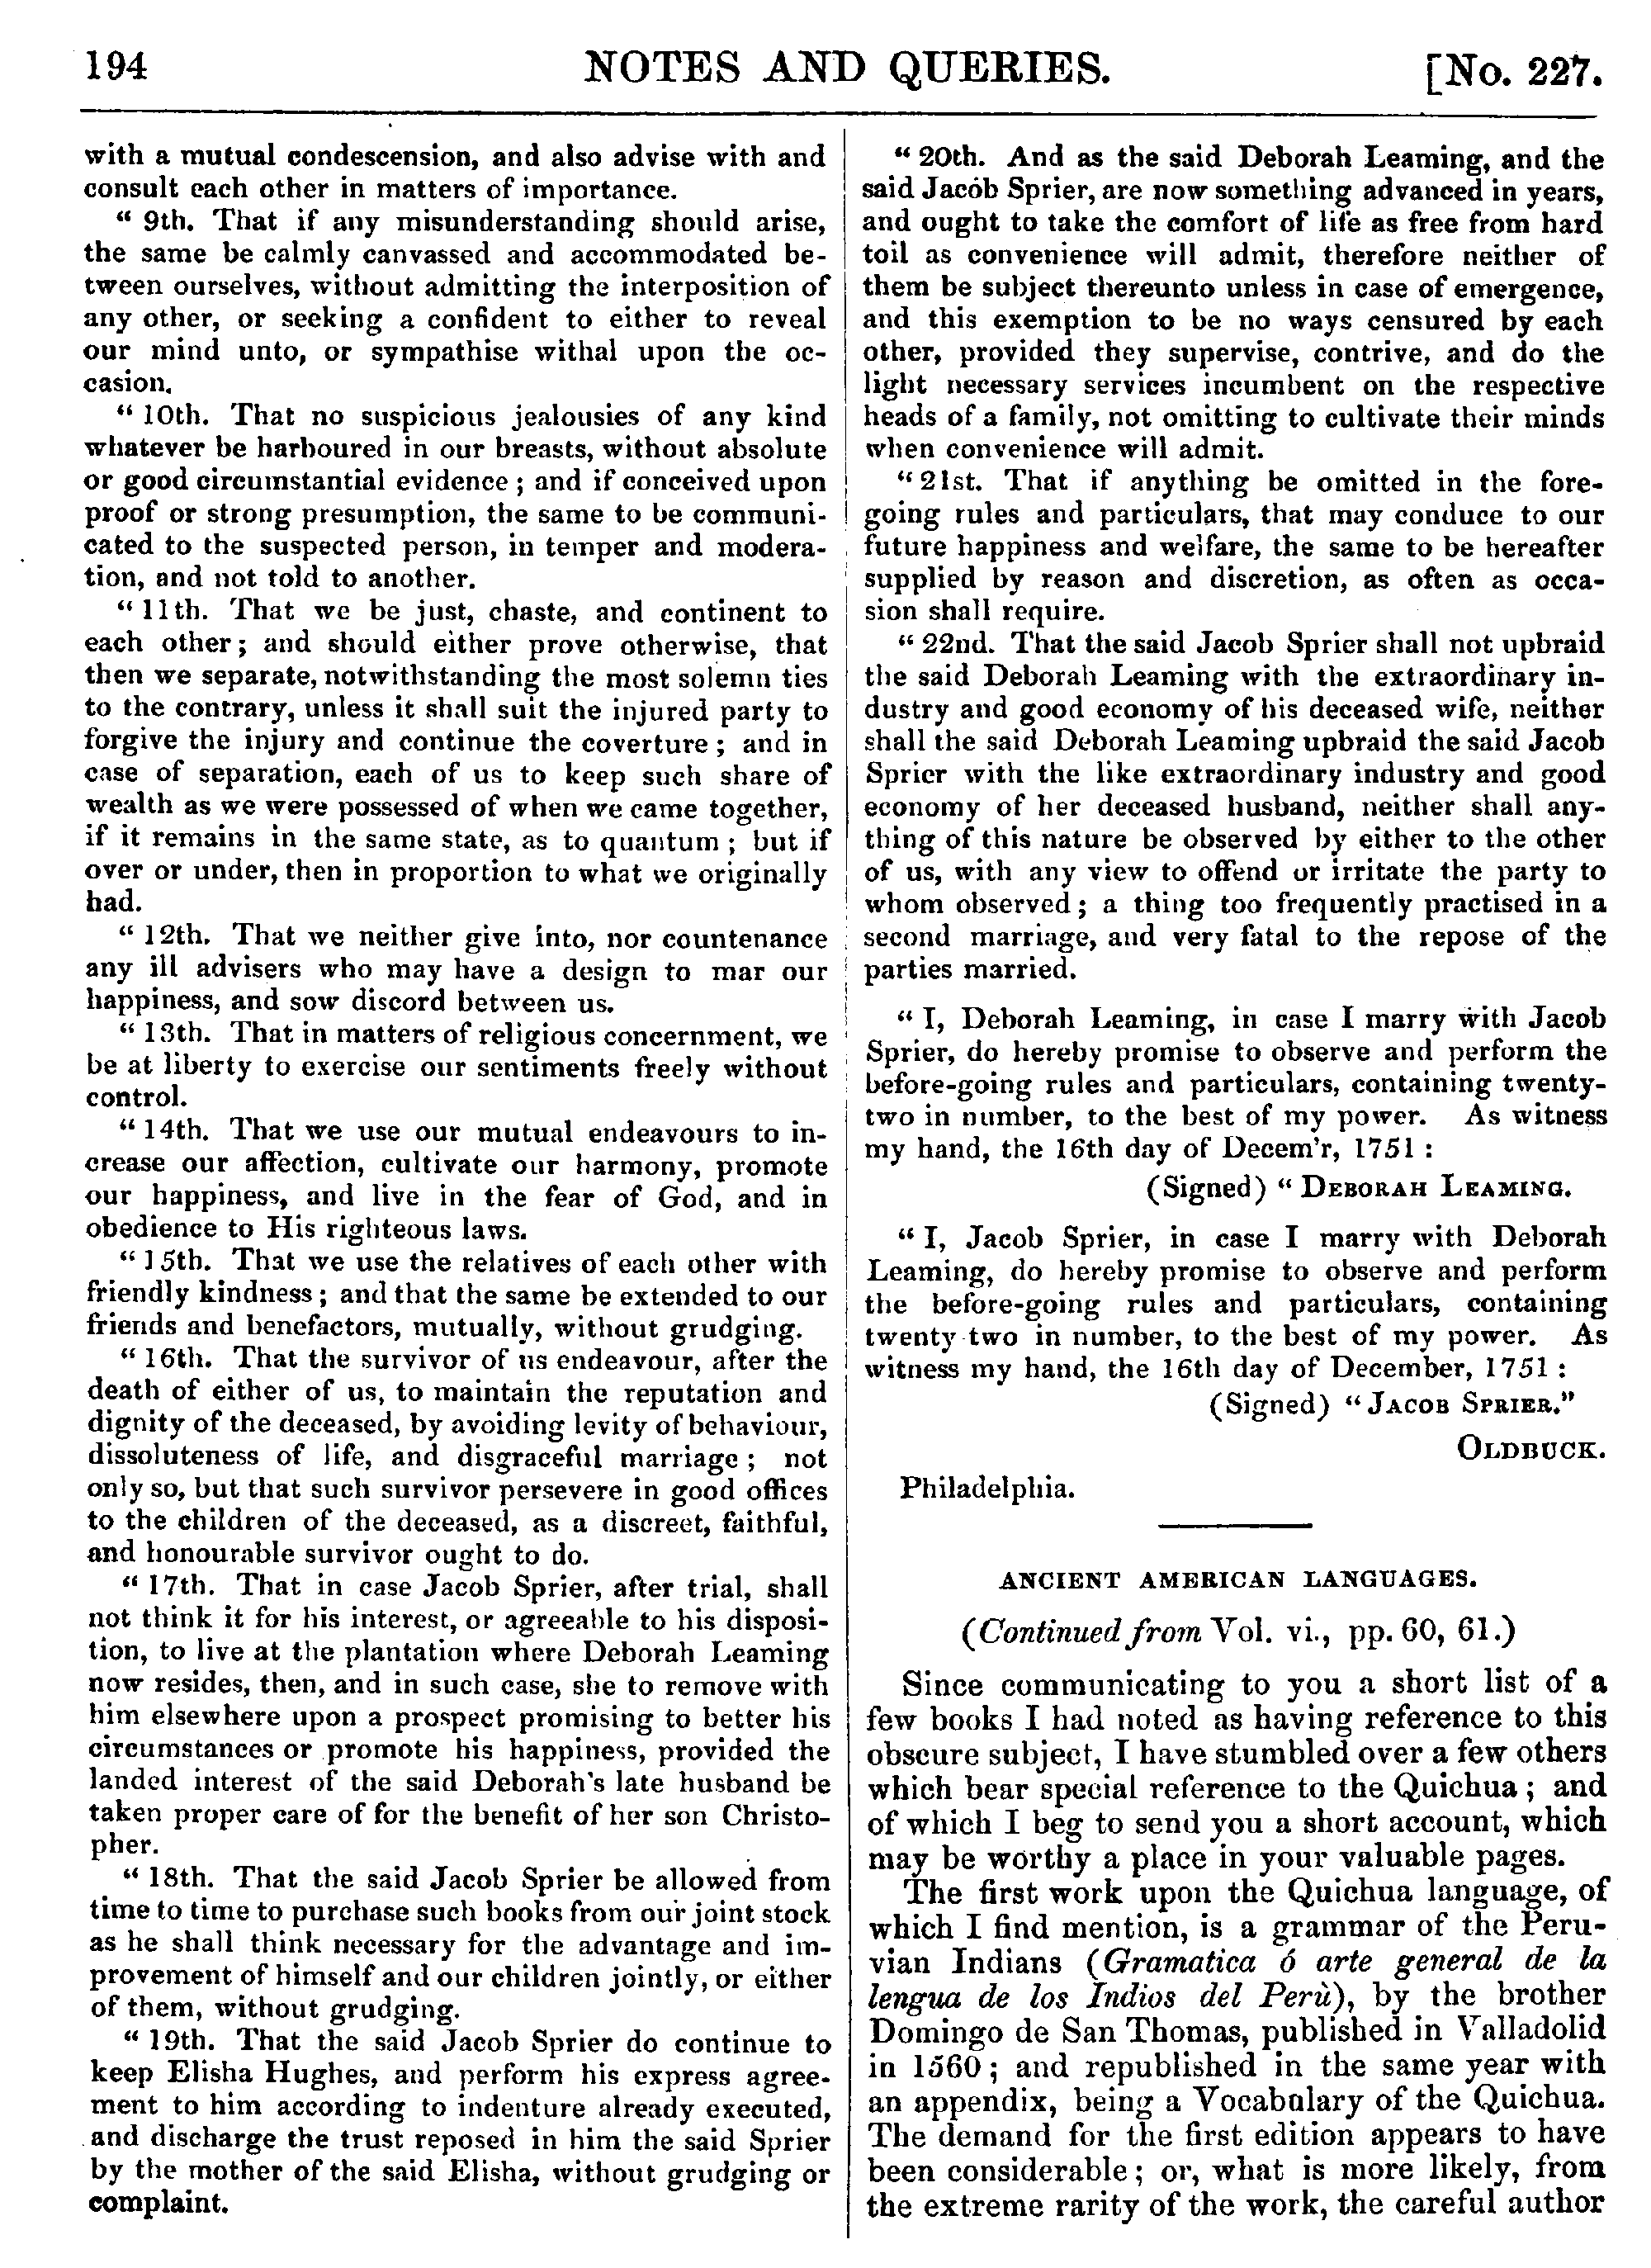 194 NOTES AND QUERIES. [No. 227.
with a mutual condescension, and also advise with and
consult each other in matters of importance.
“ 9th. That if any misunderstanding should arise,
the same be calmly canvassed and accommodated be-
tween ourselves, without admitting the interposition of
any other, or seeking a confident to either to reveal
our mind unto, or sympathise withal upon the oc-
casion.
“ 10th. That no suspicious jealousies of any kind
whatever be harboured in our breasts, without absolute
or good circumstantial evidence ; and if conceived upon
proof or strong presumption, the same to be communi-
cated to the suspected person, in temper and modera-
tion, and not told to another.
“ 11th. That we be just, chaste, and continent to
each other ; and should either prove otherwise, that
then we separate, notwithstanding the most solemn ties
to the contrary, unless it shall suit the injured party to
forgive the injury and continue the coverture ; and in
case of separation, each of us to keep such share of
wealth as we were possessed of when we came together,
if it remains in the same state, as to quantum ; but if
over or under, then in proportion to what we originally
had.
“ 12th. That we neither give into, nor countenance
any ill advisers who may have a design to mar our
happiness, and sow discord between us.
“ 13th. That in matters of religious concernment, we
be at liberty to exercise our sentiments freely without
control.
“ 14th. That we use our mutual endeavours to in-
crease our affection, cultivate our harmony, promote
our happiness, and live in the fear of God, and in
obedience to His righteous laws.
“ 15th. That we use the relatives of each other with
friendly kindness ; and that the same be extended to our
friends and benefactors, mutually, without grudging.
“ 16th. That the survivor of us endeavour, after the
death of either of us, to maintain the reputation and
dignity of the deceased, by avoiding levity of behaviour,
dissoluteness of life, and disgraceful marriage ; not
only so, but that such survivor persevere in good offices
to the children of the deceased, as a discreet, faithful,
and honourable survivor ought to do.
“ 17th. That in case Jacob Sprier, after trial, shall
not think it for his interest, or agreeable to his disposi-
tion, to live at the plantation where Deborah Leaming
now resides, then, and in such case, she to remove with
him elsewhere upon a prospect promising to better his
circumstances or promote his happiness, provided the
landed interest of the said Deborah's late husband be
taken proper care of for the benefit of her son Christo-
pher.
“ 18th. That the said Jacob Sprier be allowed from
time to time to purchase such books from our joint stock
as he shall think necessary for the advantage and im-
provement of himself and our children jointly, or either
of them, without grudging.
“ 19th. That the said Jacob Sprier do continue to
keep Elisha Hughes, and perform his express agree-
ment to him according to indenture already executed,
and discharge the trust reposed in him the said Sprier
by the mother of the said Elisha, without grudging or
complaint.
“ 20th. And as the said Deborah Leaming, and the
said Jacob Sprier, are now something advanced in years,
and ought to take the comfort of life as free from hard
toil as convenience will admit, therefore neither of
them be subject thereunto unless in case of emergence,
and this exemption to be no ways censured by each
other, provided they supervise, contrive, and do the
light necessary services incumbent on the respective
heads of a family, not omitting to cultivate their minds
when convenience will admit.
“ 21st. That if anything be omitted in the fore-
going rules and particulars, that may conduce to our
future happiness and welfare, the same to be hereafter
supplied by reason and discretion, as often as occa-
sion shall require.
“ 22nd. That the said Jacob Sprier shall not upbraid
the said Deborah Leaming with the extraordinary in-
dustry and good economy of his deceased wife, neither
shall the said Deborah Leaming upbraid the said Jacob
Sprier with the like extraordinary industry and good
economy of her deceased husband, neither shall any-
thing of this nature be observed by either to the other
of us, with any view to offend or irritate the party to
whom observed ; a thing too frequently practised in a
second marriage, and very fatal to the repose of the
parties married.
“ I, Deborah Leaming, in case I marry with Jacob
Sprier, do hereby promise to observe and perform the
before-going rules and particulars, containing twenty-
two in number, to the best of my power. As witness
my hand, the 16th day of Decem'r, 1751 :
(Signed) “ DEBORAH LEAMING.
“ I, Jacob Sprier, in case I marry with Deborah
Leaming, do hereby promise to observe and perform
the before-going rules and particulars, containing
twenty-two in number, to the best of my power. As
witness my hand, the 16th day of December, 1751 :
(Signed) “ JACOB SPRIER.”
OLDBUCK.
Philadelphia.
ANCIENT AMERICAN LANGUAGES.
(Continued from Vol. vi., pp. 60, 61.)
Since communicating to you a short list of a
few books I had noted as having reference to this
obscure subject, I have stumbled over a few others
which bear special reference to the Quichua ; and
of which I beg to send you a short account, which
may be worthy a place in your valuable pages.
The first work upon the Quichua language, of
which I find mention, is a grammar of the Peru-
vian Indians (Gramatica ó arte general de la
lengua de los Indios del Perù), by the brother
Domingo de San Thomas, published in Valladolid
in 1560 ; and republished in the same year with
an appendix, being a Vocabulary of the Quichua.
The demand for the first edition appears to have
been considerable ; or, what is more likely, from
the extreme rarity of the work, the careful author